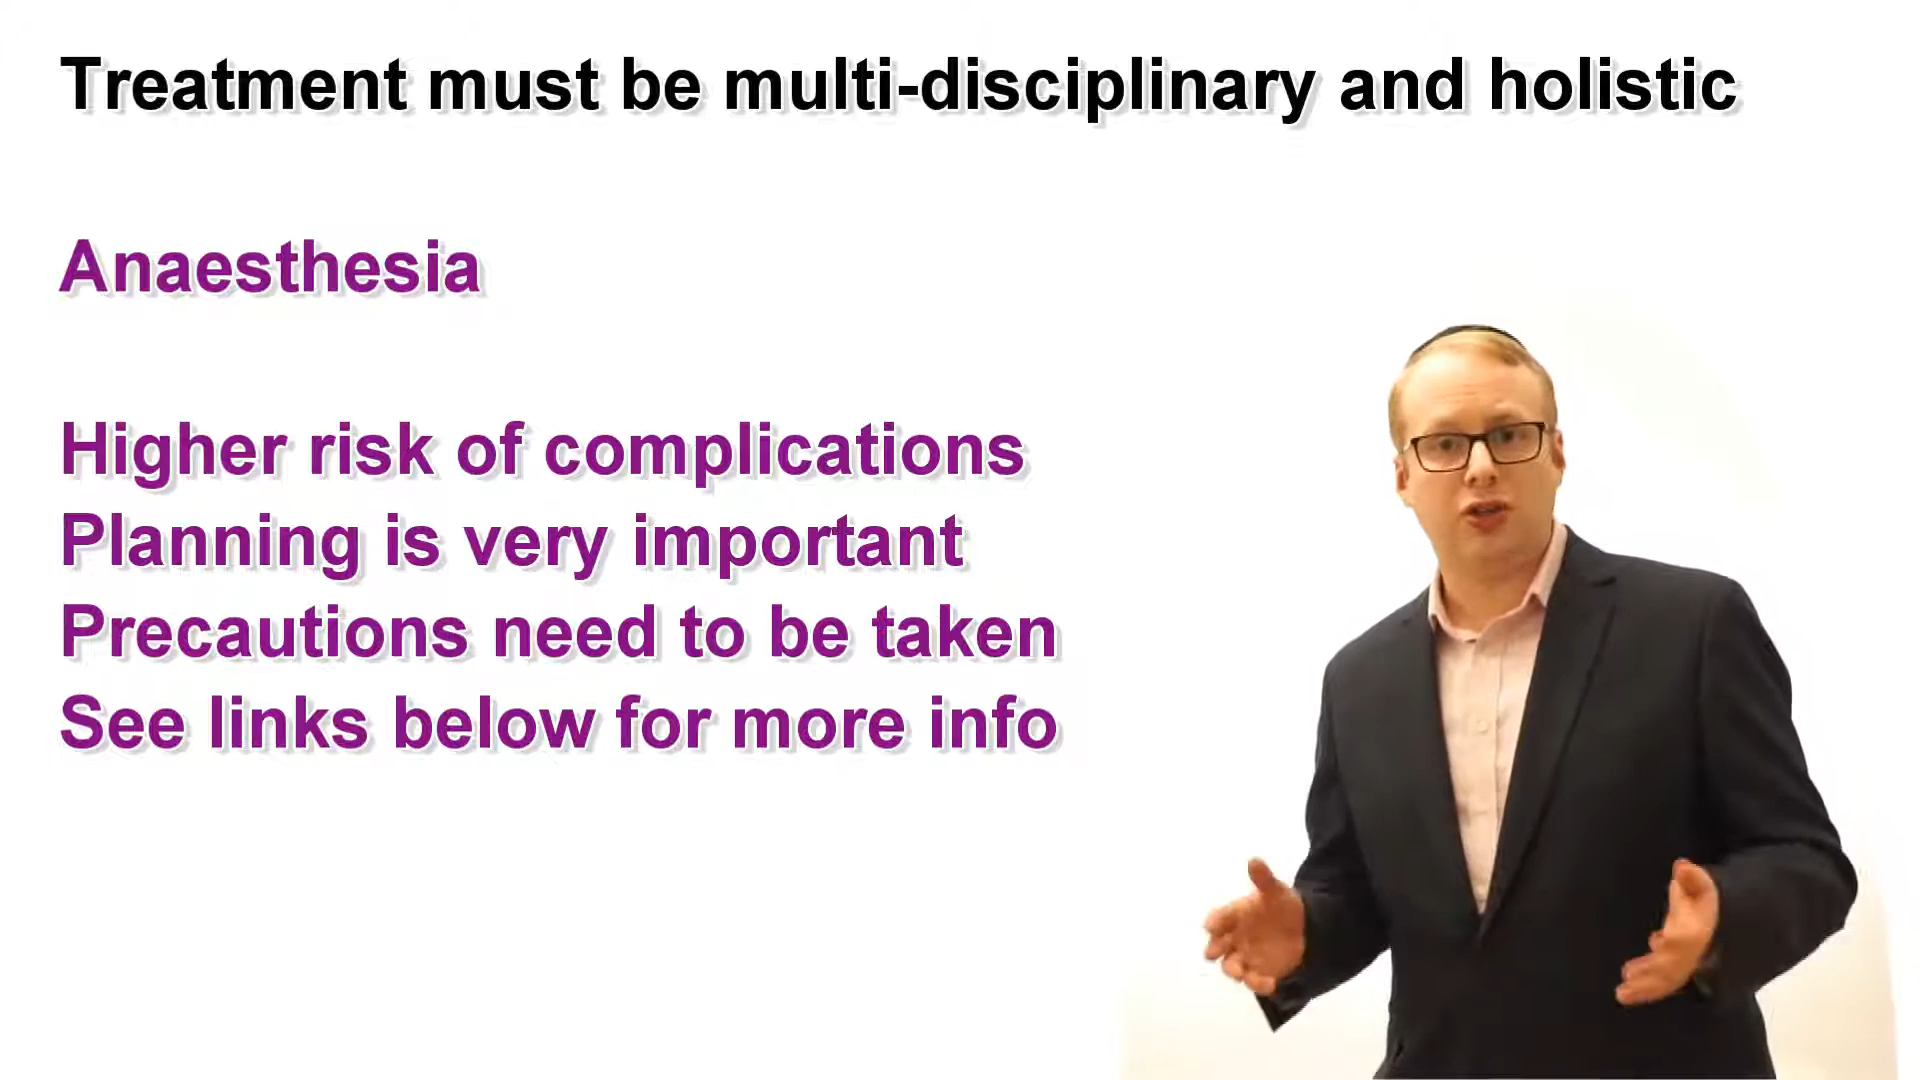 Treatment must be multi-disciplinary and holistic
Anaesthesia
Higher risk of complications
Planning is very important
Precautions need to be taken
See links below for more info